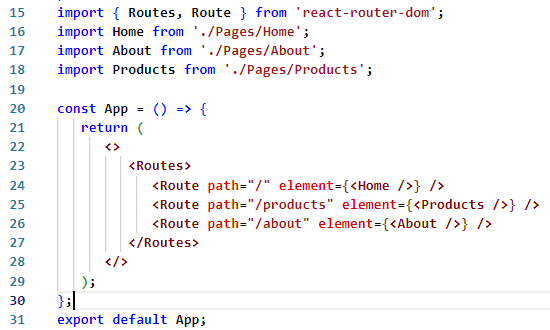 15 import { Routes, Route } from 'react-router-dom';
16 import Home from './Pages/Home';
17 import About from './Pages/About';
18 import Products from './Pages/Products';
19
20 const App = () => {
21     return (
22         <>
23             <Routes>
24                 <Route path="/" element={<Home />} />
25                 <Route path="/products" element={<Products />} />
26                 <Route path="/about" element={<About />} />
27             </Routes>
28         </>
29     );
30 };
31 export default App;